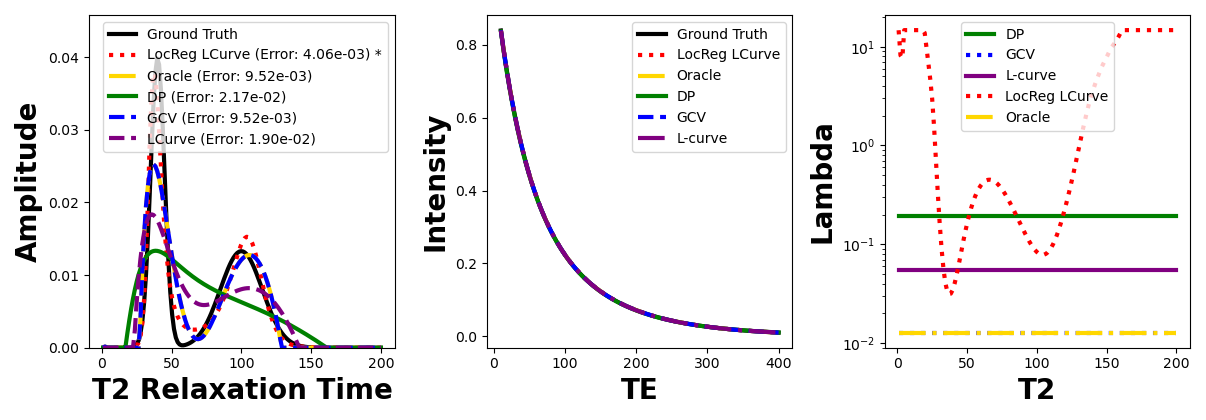 Amplitude
0.04
0.03
0.02
0.01
0.00
Ground Truth
LocReg LCurve (Error: 4.06e-03) *
Oracle (Error: 9.52e-03)
DP (Error: 2.17e-02)
GCV (Error: 9.52e-03)
LCurve (Error: 1.90e-02)
0 50 100 150 200
T2 Relaxation Time
Intensity
0.8
0.6
0.4
0.2
0.0
Ground Truth
LocReg LCurve
Oracle
DP
GCV
L-curve
0 100 200 300 400
TE
Lambda
10^1
10^0
10^-1
10^-2
DP
GCV
L-curve
LocReg LCurve
Oracle
0 50 100 150 200
T2